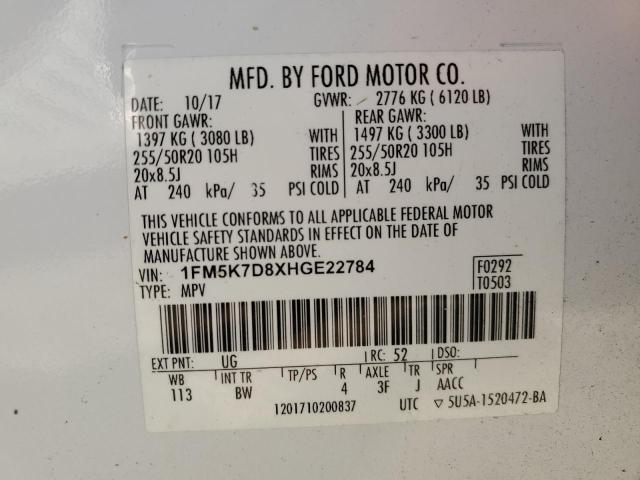 MFD. BY FORD MOTOR CO.
DATE: 10/17 GVWR: 2776 KG ( 6120 LB)
FRONT GAWR: REAR GAWR:
1397 KG ( 3080 LB) WITH 1497 KG ( 3300 LB) WITH
255/50R20 105H TIRES 255/50R20 105H TIRES
20x8.5J RIMS 20x8.5J RIMS
AT 240 kPa/ 35 PSI COLD AT 240 kPa/ 35 PSI COLD
THIS VEHICLE CONFORMS TO ALL APPLICABLE FEDERAL MOTOR
VEHICLE SAFETY STANDARDS IN EFFECT ON THE DATE OF
MANUFACTURE SHOWN ABOVE.
VIN: 1FM5K7D8XHGE22784 F0292
TYPE: MPV T0503
EXT PNT: UG RC: 52 DSO:
WB INT TR TP/PS R AXLE TR SPR
113 BW 4 3F J AACC
1201710200837 UTC ▽ 5U5A-1520472-BA